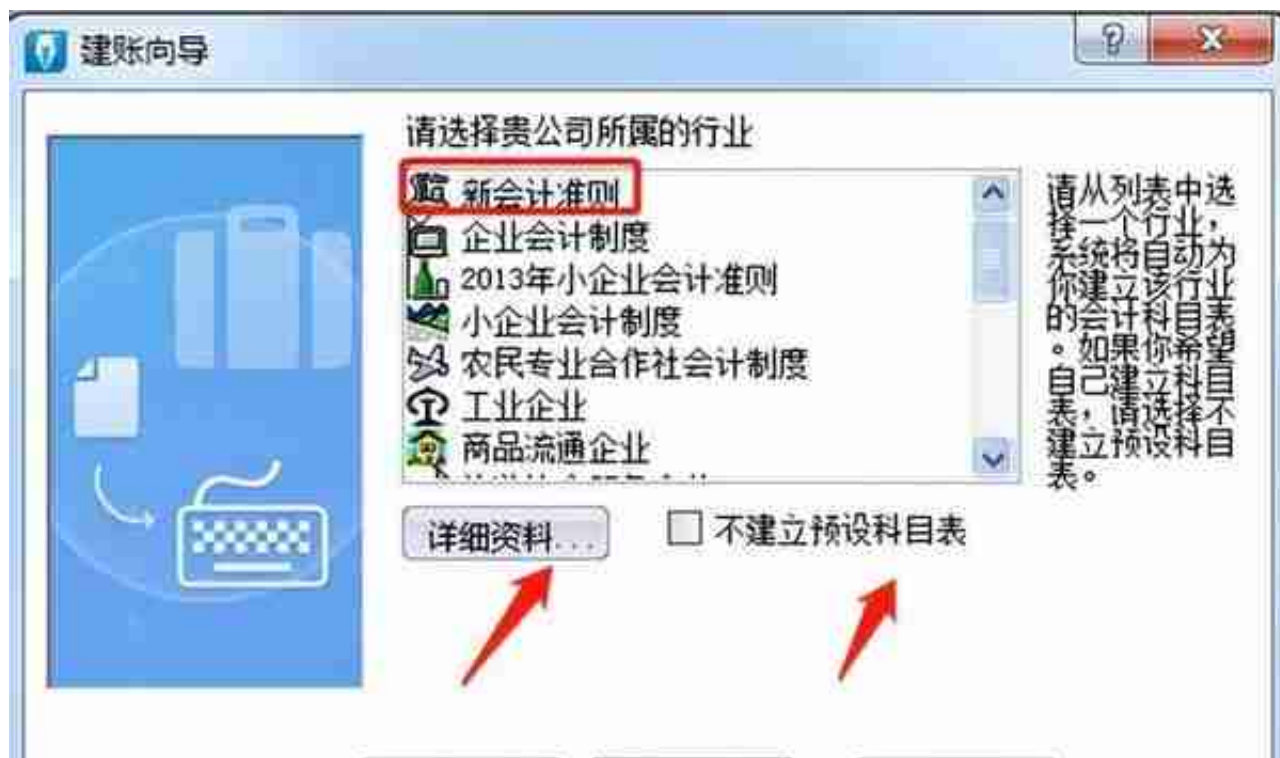 建账向导
请选择贵公司所属的行业
新会计准则
企业会计制度
2013年小企业会计准则
小企业会计制度
农民专业合作社会计制度
工业企业
商品流通企业
请从列表中选
择一个行业，
系统将自动为
你建立该行业
的会计科目表
。如果你希望
自己建立科目
表，请选择不
建立预设科目
表。
详细资料...
不建立预设科目表